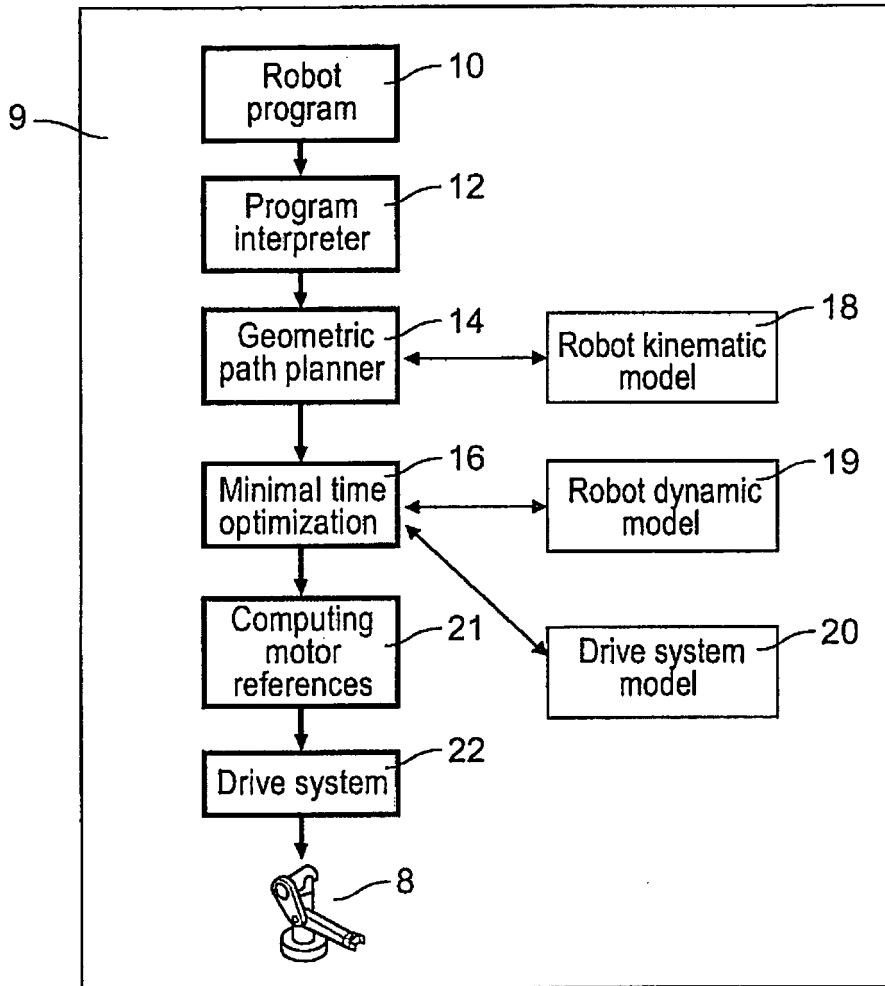 10
Robot
program
9
12
Program
interpreter
14
Geometric
path planner
18
Robot kinematic
model
16
Minimal time
optimization
19
Robot dynamic
model
21
Computing
motor
references
20
Drive system
model
22
Drive system
8